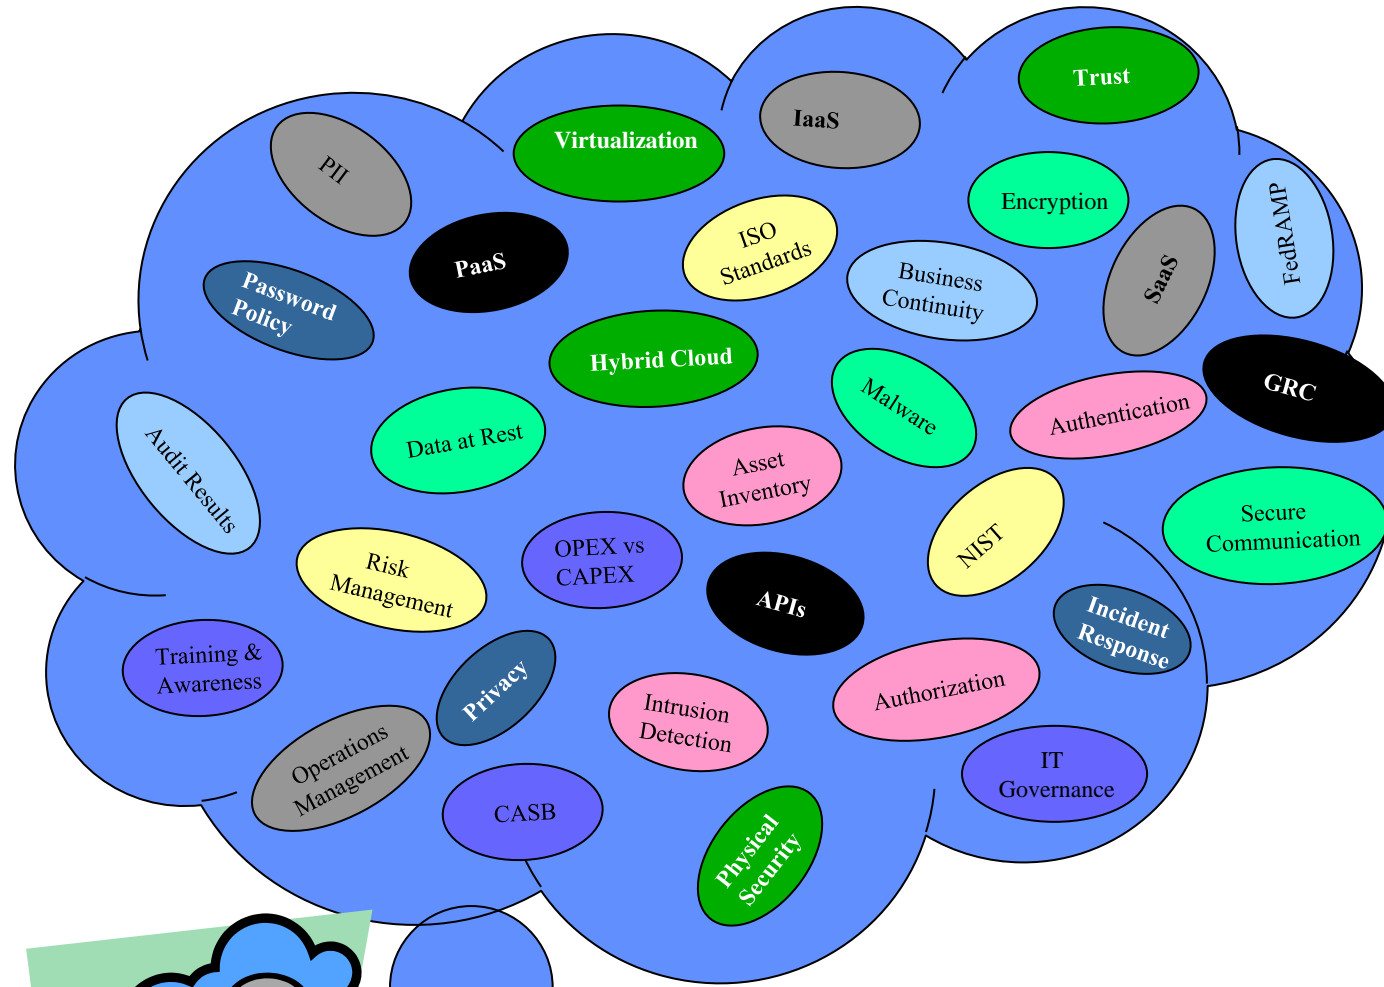 Trust
IaaS
Virtualization
PII
Encryption
FedRAMP
ISO
Standards
PaaS
SaaS
Business
Continuity
Password
Policy
Hybrid Cloud
GRC
Malware
Authentication
Data at Rest
Audit Results
Asset
Inventory
Secure
Communication
NIST
OPEX vs
CAPEX
Risk
Management
APIs
Incident
Response
Training &
Awareness
Privacy
Authorization
Intrusion
Detection
Operations
Management
IT
Governance
CASB
Physical
Security